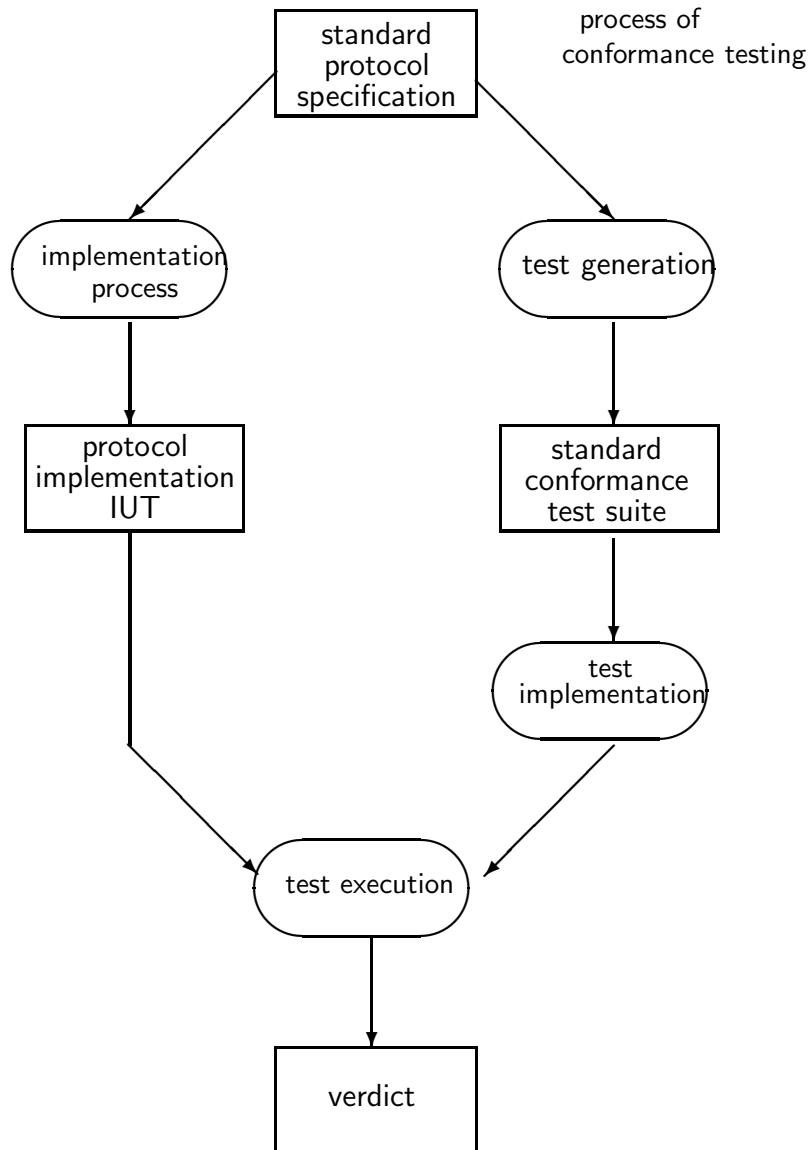 standard
protocol
specification
process of
conformance testing
implementation
process
test generation
protocol
implementation
IUT
standard
conformance
test suite
test
implementation
test execution
verdict